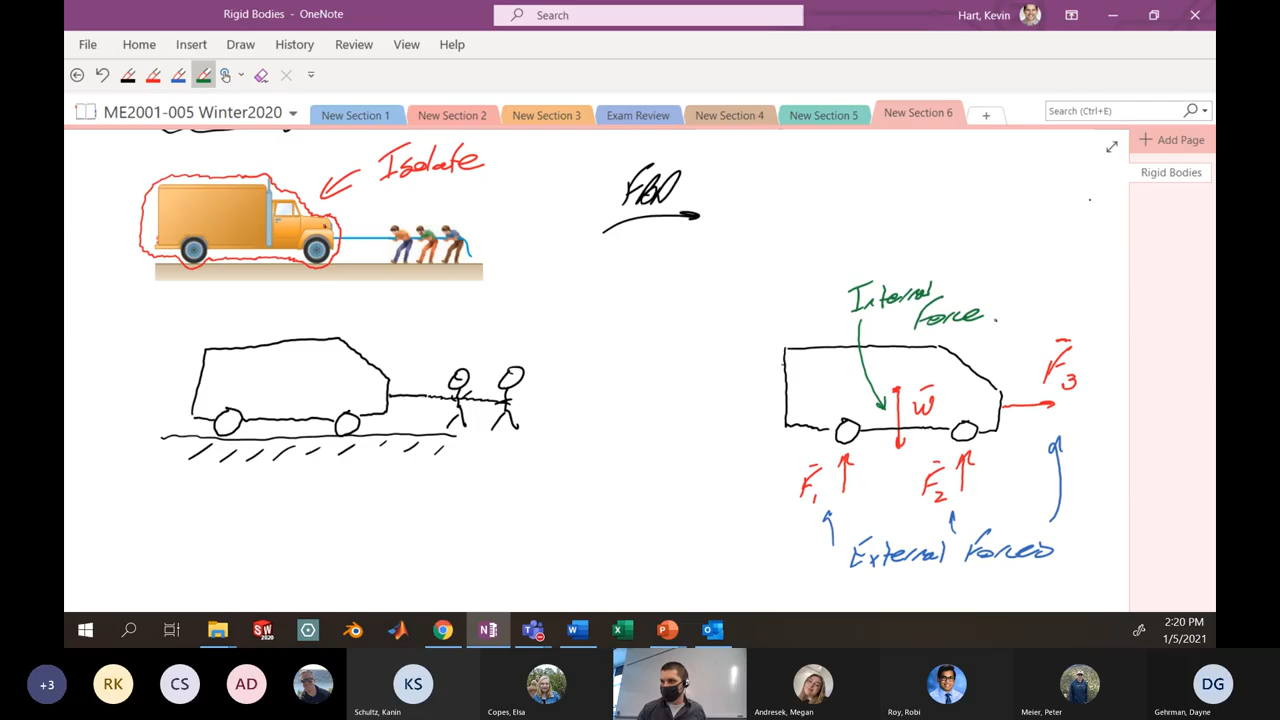 Rigid Bodies - OneNote
Search
Hart, Kevin
File Home Insert Draw History Review View Help
ME2001-005 Winter2020
New Section 1
New Section 2
New Section 3
Exam Review
New Section 4
New Section 5
New Section 6
Search (Ctrl+E)
Add Page
Rigid Bodies
Isolate
FBD
Internal
Force
F3
W
F1
F2
External Forces
SW
2020
2:20 PM
1/5/2021
+3
RK
CS
AD
KS
DG
Schultz, Kanin
Copes, Elsa
Andresek, Megan
Roy, Robi
Meier, Peter
Gehrman, Dayne